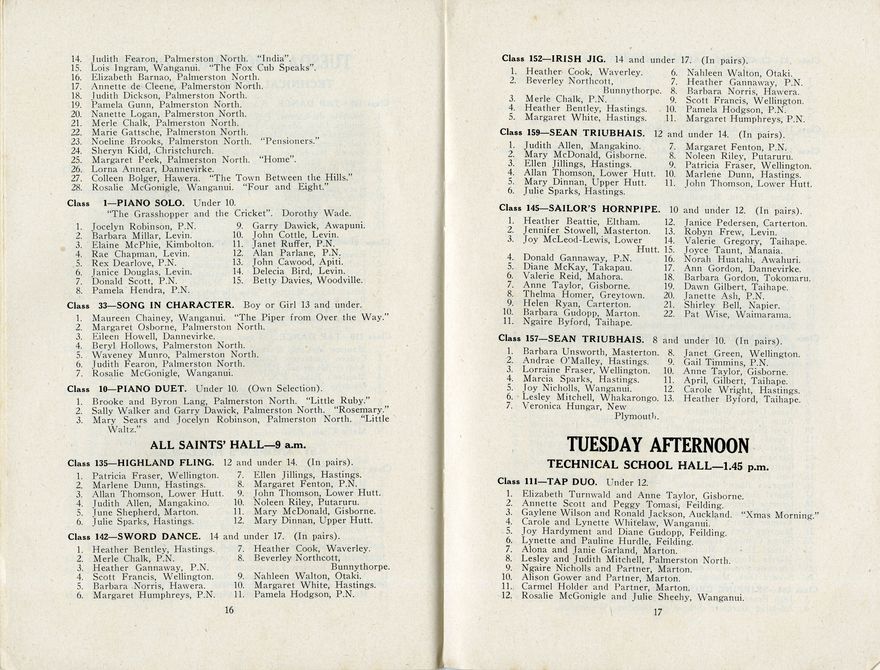 14. Judith Fearon, Palmerston North. "India".
15. Lois Ingram, Wanganui. "The Fox Cub Speaks".
16. Elizabeth Barnao, Palmerston North.
17. Annette de Cleene, Palmerston North.
18. Judith Dickson, Palmerston North.
19. Pamela Gunn, Palmerston North.
20. Nanette Logan, Palmerston North.
21. Merle Chalk, Palmerston North.
22. Marie Gattsche, Palmerston North.
23. Noeline Brooks, Palmerston North. "Pensioners."
24. Sheryn Kidd, Christchurch.
25. Margaret Peek, Palmerston North. "Home".
26. Lorna Annear, Dannevirke.
27. Colleen Bolger, Hawera. "The Town Between the Hills."
28. Rosalie McGonigle, Wanganui. "Four and Eight."
Class 1—PIANO SOLO. Under 10.
"The Grasshopper and the Cricket". Dorothy Wade.
1. Jocelyn Robinson, P.N.
2. Barbara Millar, Levin.
3. Elaine McPhie, Kimbolton.
4. Rae Chapman, Levin.
5. Rex Dearlove, P.N.
6. Janice Douglas, Levin.
7. Donald Scott, P.N.
8. Pamela Hendra, P.N.
9. Garry Dawick, Awapuni.
10. John Cottle, Levin.
11. Janet Ruffer, P.N.
12. Alan Parlane, P.N.
13. John Cawood, Apiti.
14. Delecia Bird, Levin.
15. Betty Davies, Woodville.
Class 33—SONG IN CHARACTER. Boy or Girl 13 and under.
1. Maureen Chainey, Wanganui. "The Piper from Over the Way."
2. Margaret Osborne, Palmerston North.
3. Eileen Howell, Dannevirke.
4. Beryl Hollows, Palmerston North.
5. Waveney Munro, Palmerston North.
6. Judith Fearon, Palmerston North.
7. Rosalie McGonigle, Wanganui.
Class 10—PIANO DUET. Under 10. (Own Selection).
1. Brooke and Byron Lang, Palmerston North. "Little Ruby."
2. Sally Walker and Garry Dawick, Palmerston North. "Rosemary."
3. Mary Sears and Jocelyn Robinson, Palmerston North. "Little
Waltz."
ALL SAINTS' HALL—9 a.m.
Class 135—HIGHLAND FLING. 12 and under 14. (In pairs).
1. Patricia Fraser, Wellington.
2. Marlene Dunn, Hastings.
3. Allan Thomson, Lower Hutt.
4. Judith Allen, Mangakino.
5. June Shepherd, Marton.
6. Julie Sparks, Hastings.
7. Ellen Jillings, Hastings.
8. Margaret Fenton, P.N.
9. John Thomson, Lower Hutt.
10. Noleen Riley, Putaruru.
11. Mary McDonald, Gisborne.
12. Mary Dinnan, Upper Hutt.
Class 142—SWORD DANCE. 14 and under 17. (In pairs).
1. Heather Bentley, Hastings.
2. Merle Chalk, P.N.
3. Heather Gannaway, P.N.
4. Scott Francis, Wellington.
5. Barbara Norris, Hawera.
6. Margaret Humphreys, P.N.
7. Heather Cook, Waverley.
8. Beverley Northcott,
Bunnythorpe.
9. Nahleen Walton, Otaki.
10. Margaret White, Hastings.
11. Pamela Hodgson, P.N.
16
Class 152—IRISH JIG. 14 and under 17. (In pairs).
1. Heather Cook, Waverley.
2. Beverley Northcott,
Bunnythorpe.
3. Merle Chalk, P.N.
4. Heather Bentley, Hastings.
5. Margaret White, Hastings.
6. Nahleen Walton, Otaki.
7. Heather Gannaway, P.N.
8. Barbara Norris, Hawera.
9. Scott Francis, Wellington.
10. Pamela Hodgson, P.N.
11. Margaret Humphreys, P.N.
Class 159—SEAN TRIUBHAIS. 12 and under 14. (In pairs).
1. Judith Allen, Mangakino.
2. Mary McDonald, Gisborne.
3. Ellen Jillings, Hastings.
4. Allan Thomson, Lower Hutt.
5. Mary Dinnan, Upper Hutt.
6. Julie Sparks, Hastings.
7. Margaret Fenton, P.N.
8. Noleen Riley, Putaruru.
9. Patricia Fraser, Wellington.
10. Marlene Dunn, Hastings.
11. John Thomson, Lower Hutt.
Class 145—SAILOR'S HORNPIPE. 10 and under 12. (In pairs).
1. Heather Beattie, Eltham.
2. Jennifer Stowell, Masterton.
3. Joy McLeod-Lewis, Lower
Hutt.
4. Donald Gannaway, P.N.
5. Diane McKay, Takapau.
6. Valerie Reid, Mahora.
7. Anne Taylor, Gisborne.
8. Thelma Homer, Greytown.
9. Helen Ryan, Carterton.
10. Barbara Gudopp, Marton.
11. Ngaire Byford, Taihape.
12. Janice Pedersen, Carterton.
13. Robyn Frew, Levin.
14. Valerie Gregory, Taihape.
15. Joyce Taunt, Manaia.
16. Norah Huatahi, Awahuri.
17. Ann Gordon, Dannevirke.
18. Barbara Gordon, Tokomaru.
19. Dawn Gilbert, Taihape.
20. Janette Ash, P.N.
21. Shirley Bell, Napier.
22. Pat Wise, Waimarama.
Class 157—SEAN TRIUBHAIS. 8 and under 10. (In pairs).
1. Barbara Unsworth, Masterton.
2. Andrae O'Malley, Hastings.
3. Lorraine Fraser, Wellington.
4. Marcia Sparks, Hastings.
5. Joy Nicholls, Wanganui.
6. Lesley Mitchell, Whakarongo.
7. Veronica Hungar, New
Plymouth.
8. Janet Green, Wellington.
9. Gail Timmins, P.N.
10. Anne Taylor, Gisborne.
11. April, Gilbert, Taihape.
12. Carole Wright, Hastings.
13. Heather Byford, Taihape.
TUESDAY AFTERNOON
TECHNICAL SCHOOL HALL—1.45 p.m.
Class 111—TAP DUO. Under 12.
1. Elizabeth Turnwald and Anne Taylor, Gisborne.
2. Annette Scott and Peggy Tomasi, Feilding.
3. Gaylene Wilson and Ronald Jackson, Auckland. "Xmas Morning."
4. Carole and Lynette Whitelaw, Wanganui.
5. Joy Hardyment and Diane Gudopp, Feilding.
6. Lynette and Pauline Hurdle, Feilding.
7. Alona and Janie Garland, Marton.
8. Lesley and Judith Mitchell, Palmerston North.
9. Ngaire Nicholls and Partner, Marton.
10. Alison Gower and Partner, Marton.
11. Carmel Holder and Partner, Marton.
12. Rosalie McGonigle and Julie Sheehy, Wanganui.
17